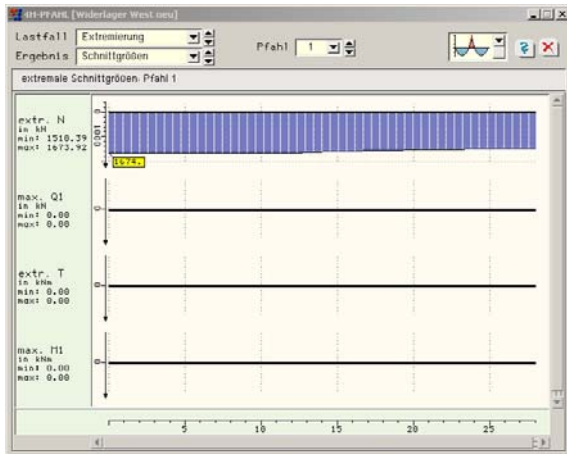 4H-PFAHL [Widerlager West neu]
Lastfall Extremierung
Pfahl 1
Ergebnis Schnittgrößen
extremale Schnittgrößen: Pfahl 1
extr. N
in kN
min: 1510.39
max: 1673.92
0
1000
1674.
max. Q1
in kN
min: 0.00
max: 0.00
0
extr. T
in kNm
min: 0.00
max: 0.00
0
max. M1
in kNm
min: 0.00
max: 0.00
0
5 10 15 20 25